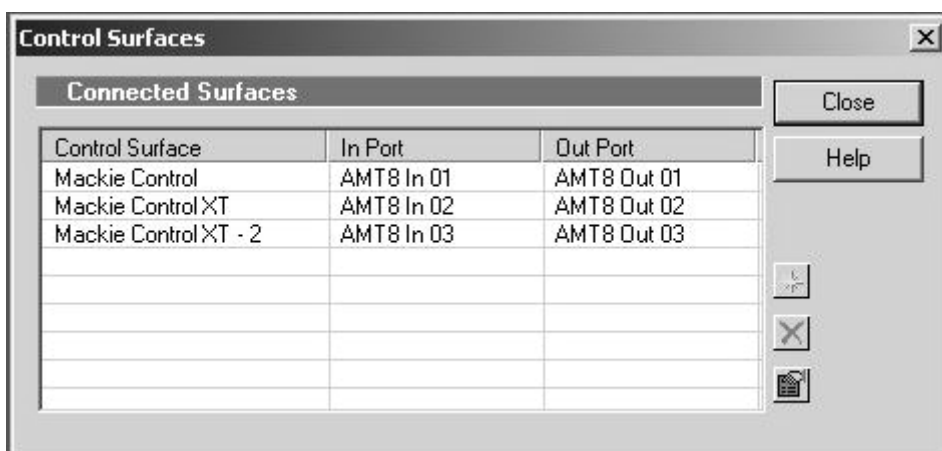 Control Surfaces
Connected Surfaces
Close
Help
Control Surface In Port Out Port
Mackie Control AMT8 In 01 AMT8 Out 01
Mackie Control XT AMT8 In 02 AMT8 Out 02
Mackie Control XT - 2 AMT8 In 03 AMT8 Out 03